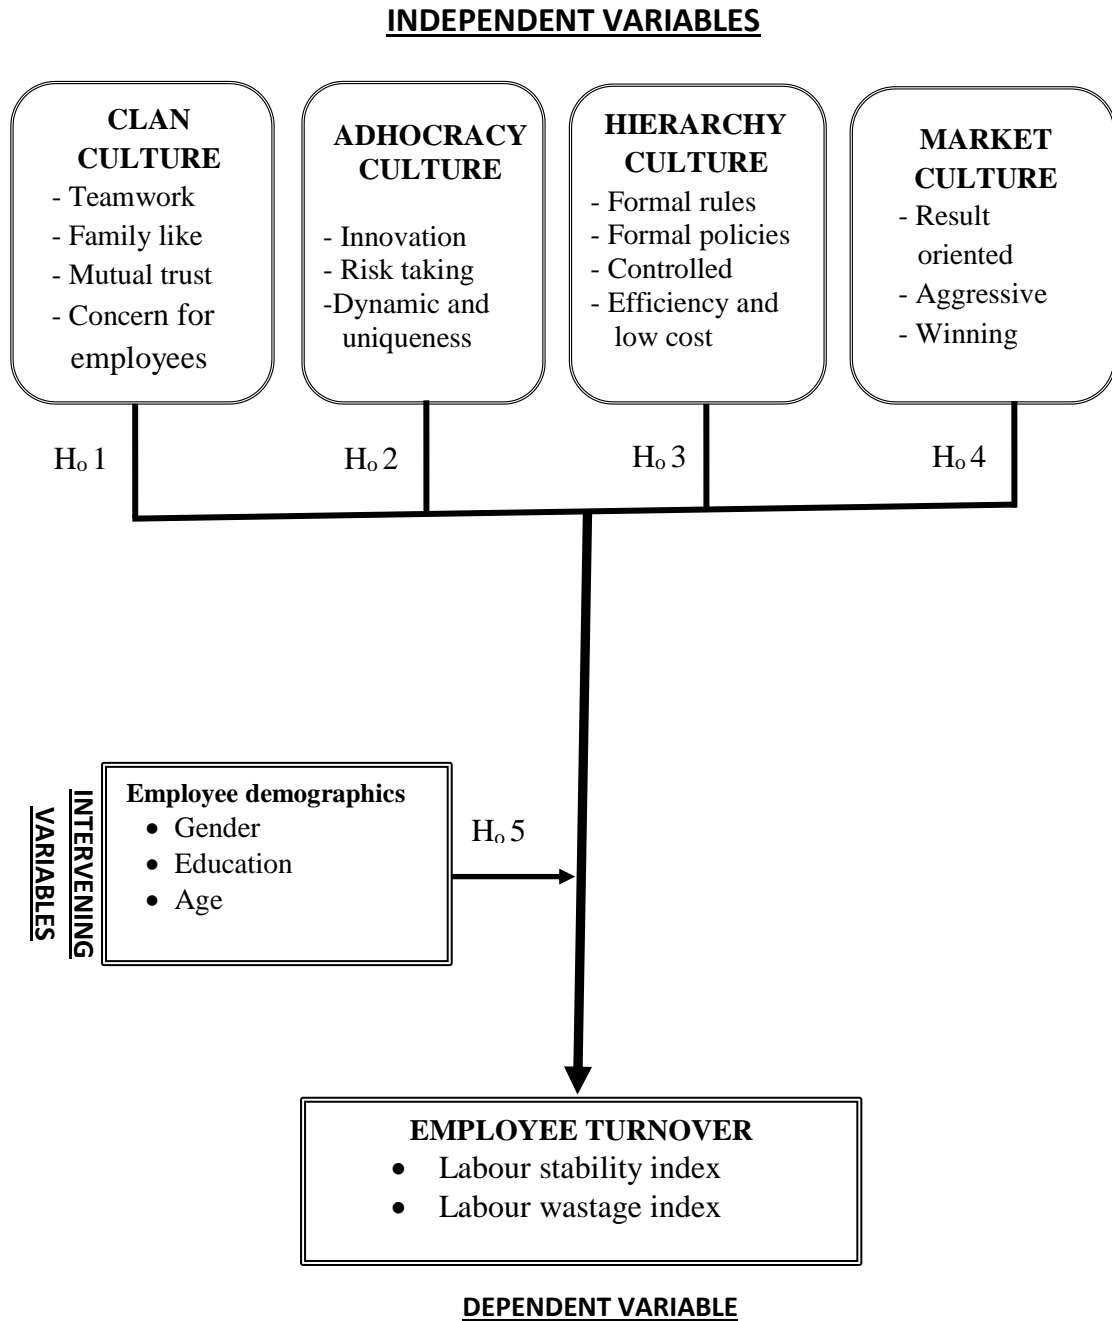 INDEPENDENT VARIABLES
CLAN
CULTURE
- Teamwork
- Family like
- Mutual trust
- Concern for
employees
ADHOCRACY
CULTURE
- Innovation
- Risk taking
-Dynamic and
uniqueness
HIERARCHY
CULTURE
- Formal rules
- Formal policies
- Controlled
- Efficiency and
low cost
MARKET
CULTURE
- Result
oriented
- Aggressive
- Winning
Ho 1
Ho 2
Ho 3
Ho 4
INTERVENING
VARIABLES
Employee demographics
• Gender
• Education
• Age
Ho 5
EMPLOYEE TURNOVER
• Labour stability index
• Labour wastage index
DEPENDENT VARIABLE